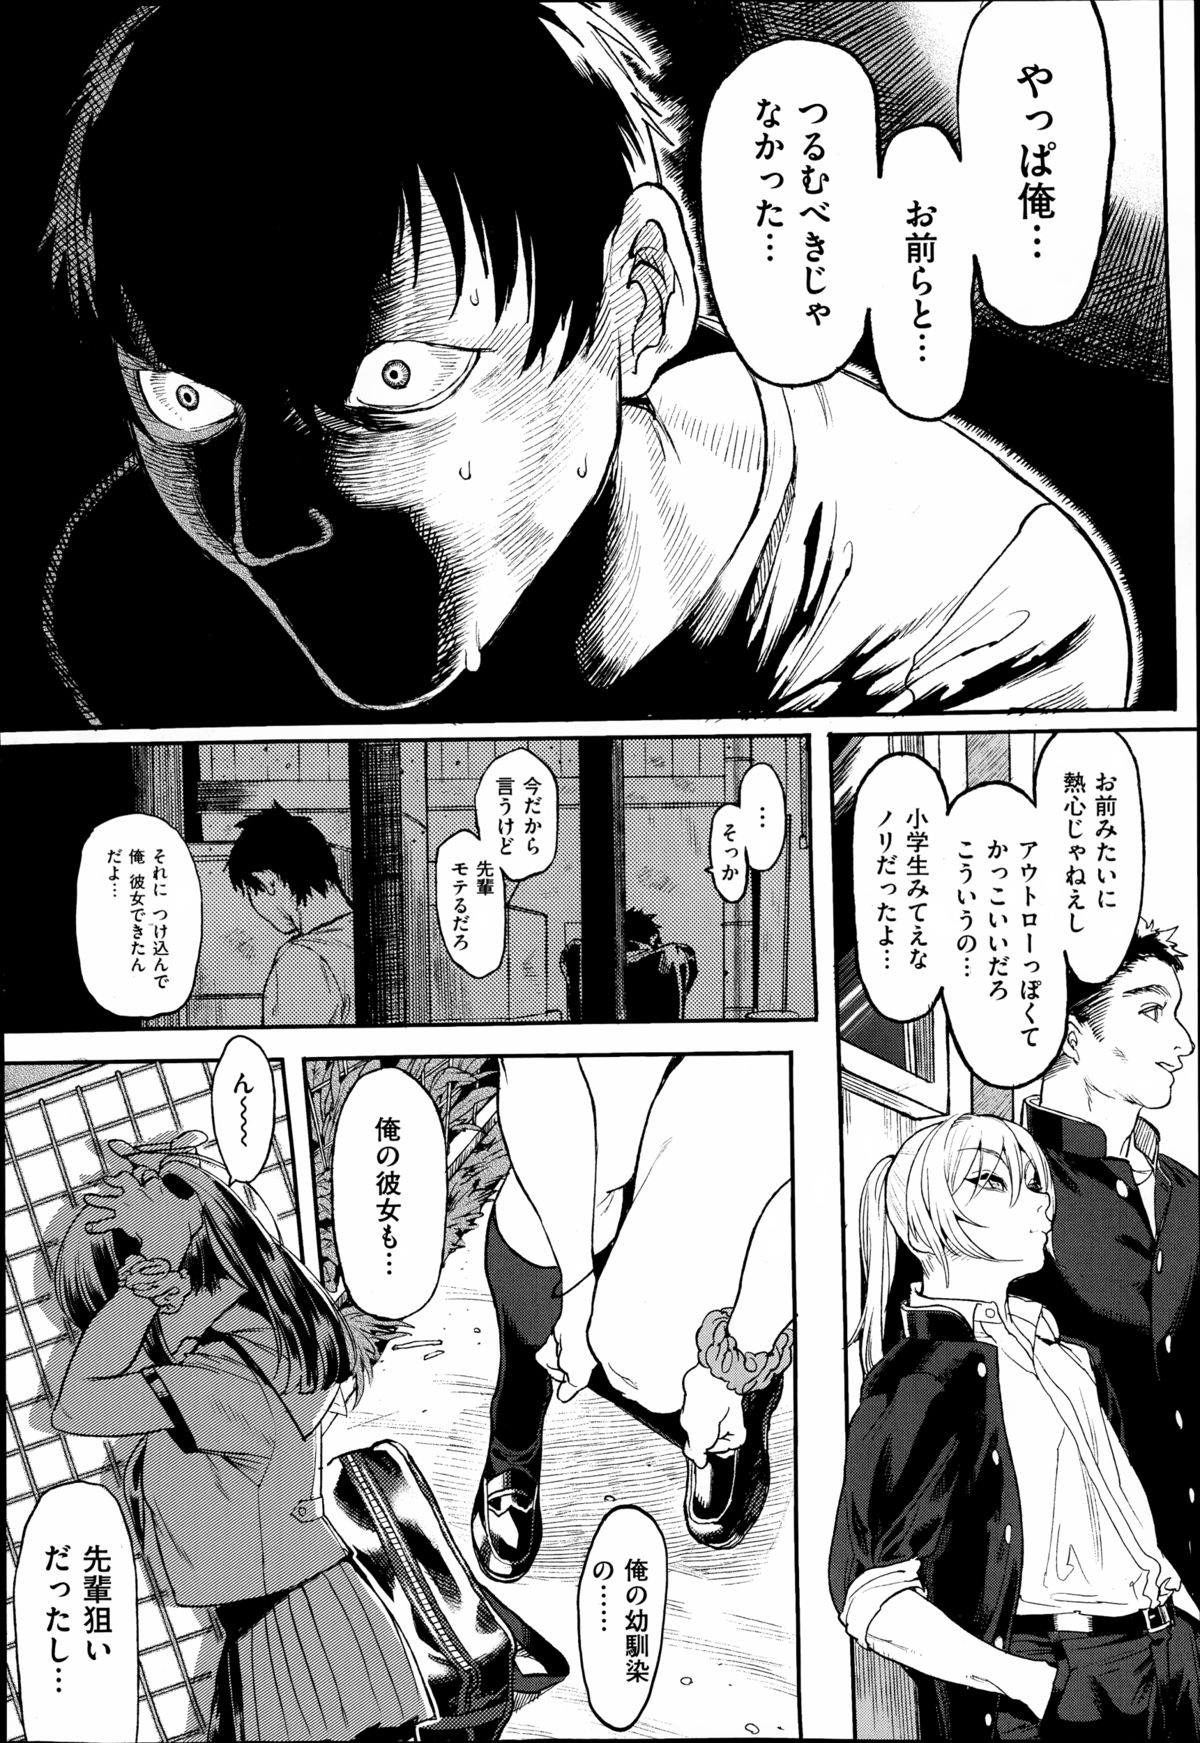 やっぱ俺…
お前らと…
つるむべきじゃ
なかった…
お前みたいに
熱心じゃねえし
アウトローっぽくて
かっこいいだろ
こういうの…
小学生みてえな
ノリだったよ…
…
そっか
今だから
言うけど
先輩
モテるだろ
それに つけ込んで
俺 彼女できたん
だよ…
俺の彼女も…
俺の幼馴染
の……
ん～～～
先輩狙い
だったし…